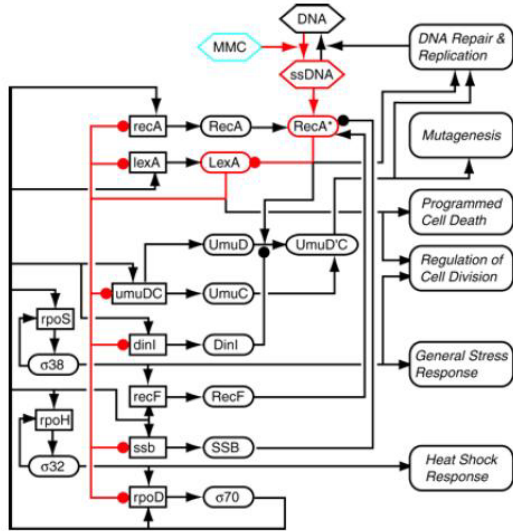 DNA
MMC
DNA Repair &
Replication
ssDNA
recA
RecA
RecA*
Mutagenesis
lexA
LexA
Programmed
Cell Death
UmuD
UmuD'C
Regulation of
Cell Division
umuDC
UmuC
rpoS
dinI
DinI
General Stress
Response
σ38
recF
RecF
rpoH
ssb
SSB
σ32
Heat Shock
Response
rpoD
σ70